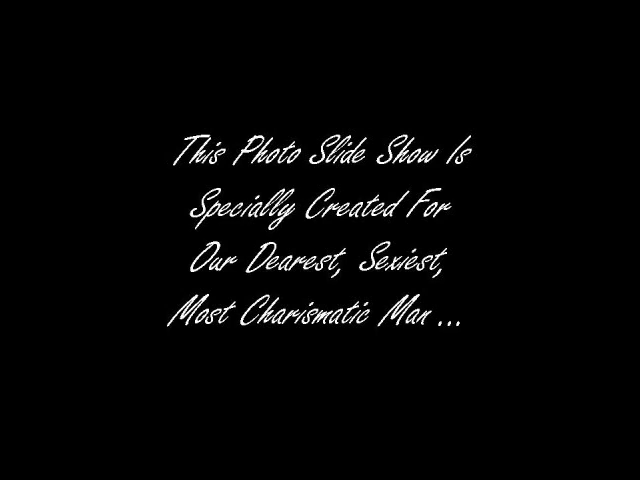 This Photo Slide Show Is
Specially Created For
Our Dearest, Sexiest,
Most Charismatic Man ...